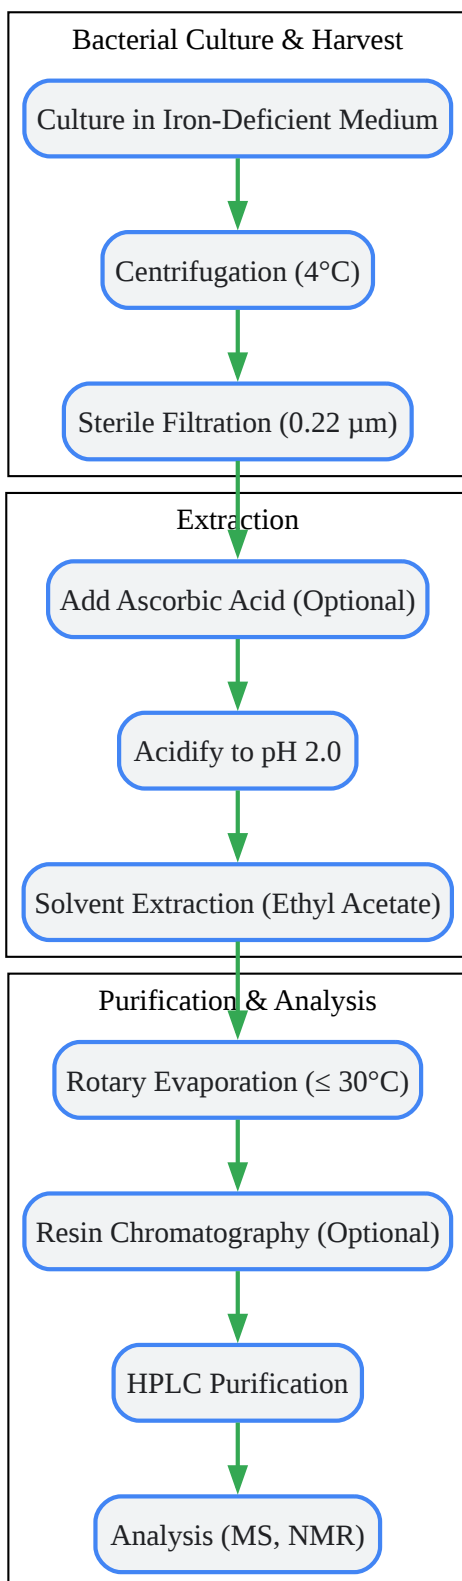 Bacterial Culture & Harvest
Culture in Iron-Deficient Medium
Centrifugation (4°C)
Sterile Filtration (0.22 µm)
Extraction
Add Ascorbic Acid (Optional)
Acidify to pH 2.0
Solvent Extraction (Ethyl Acetate)
Purification & Analysis
Rotary Evaporation (≤ 30°C)
Resin Chromatography (Optional)
HPLC Purification
Analysis (MS, NMR)